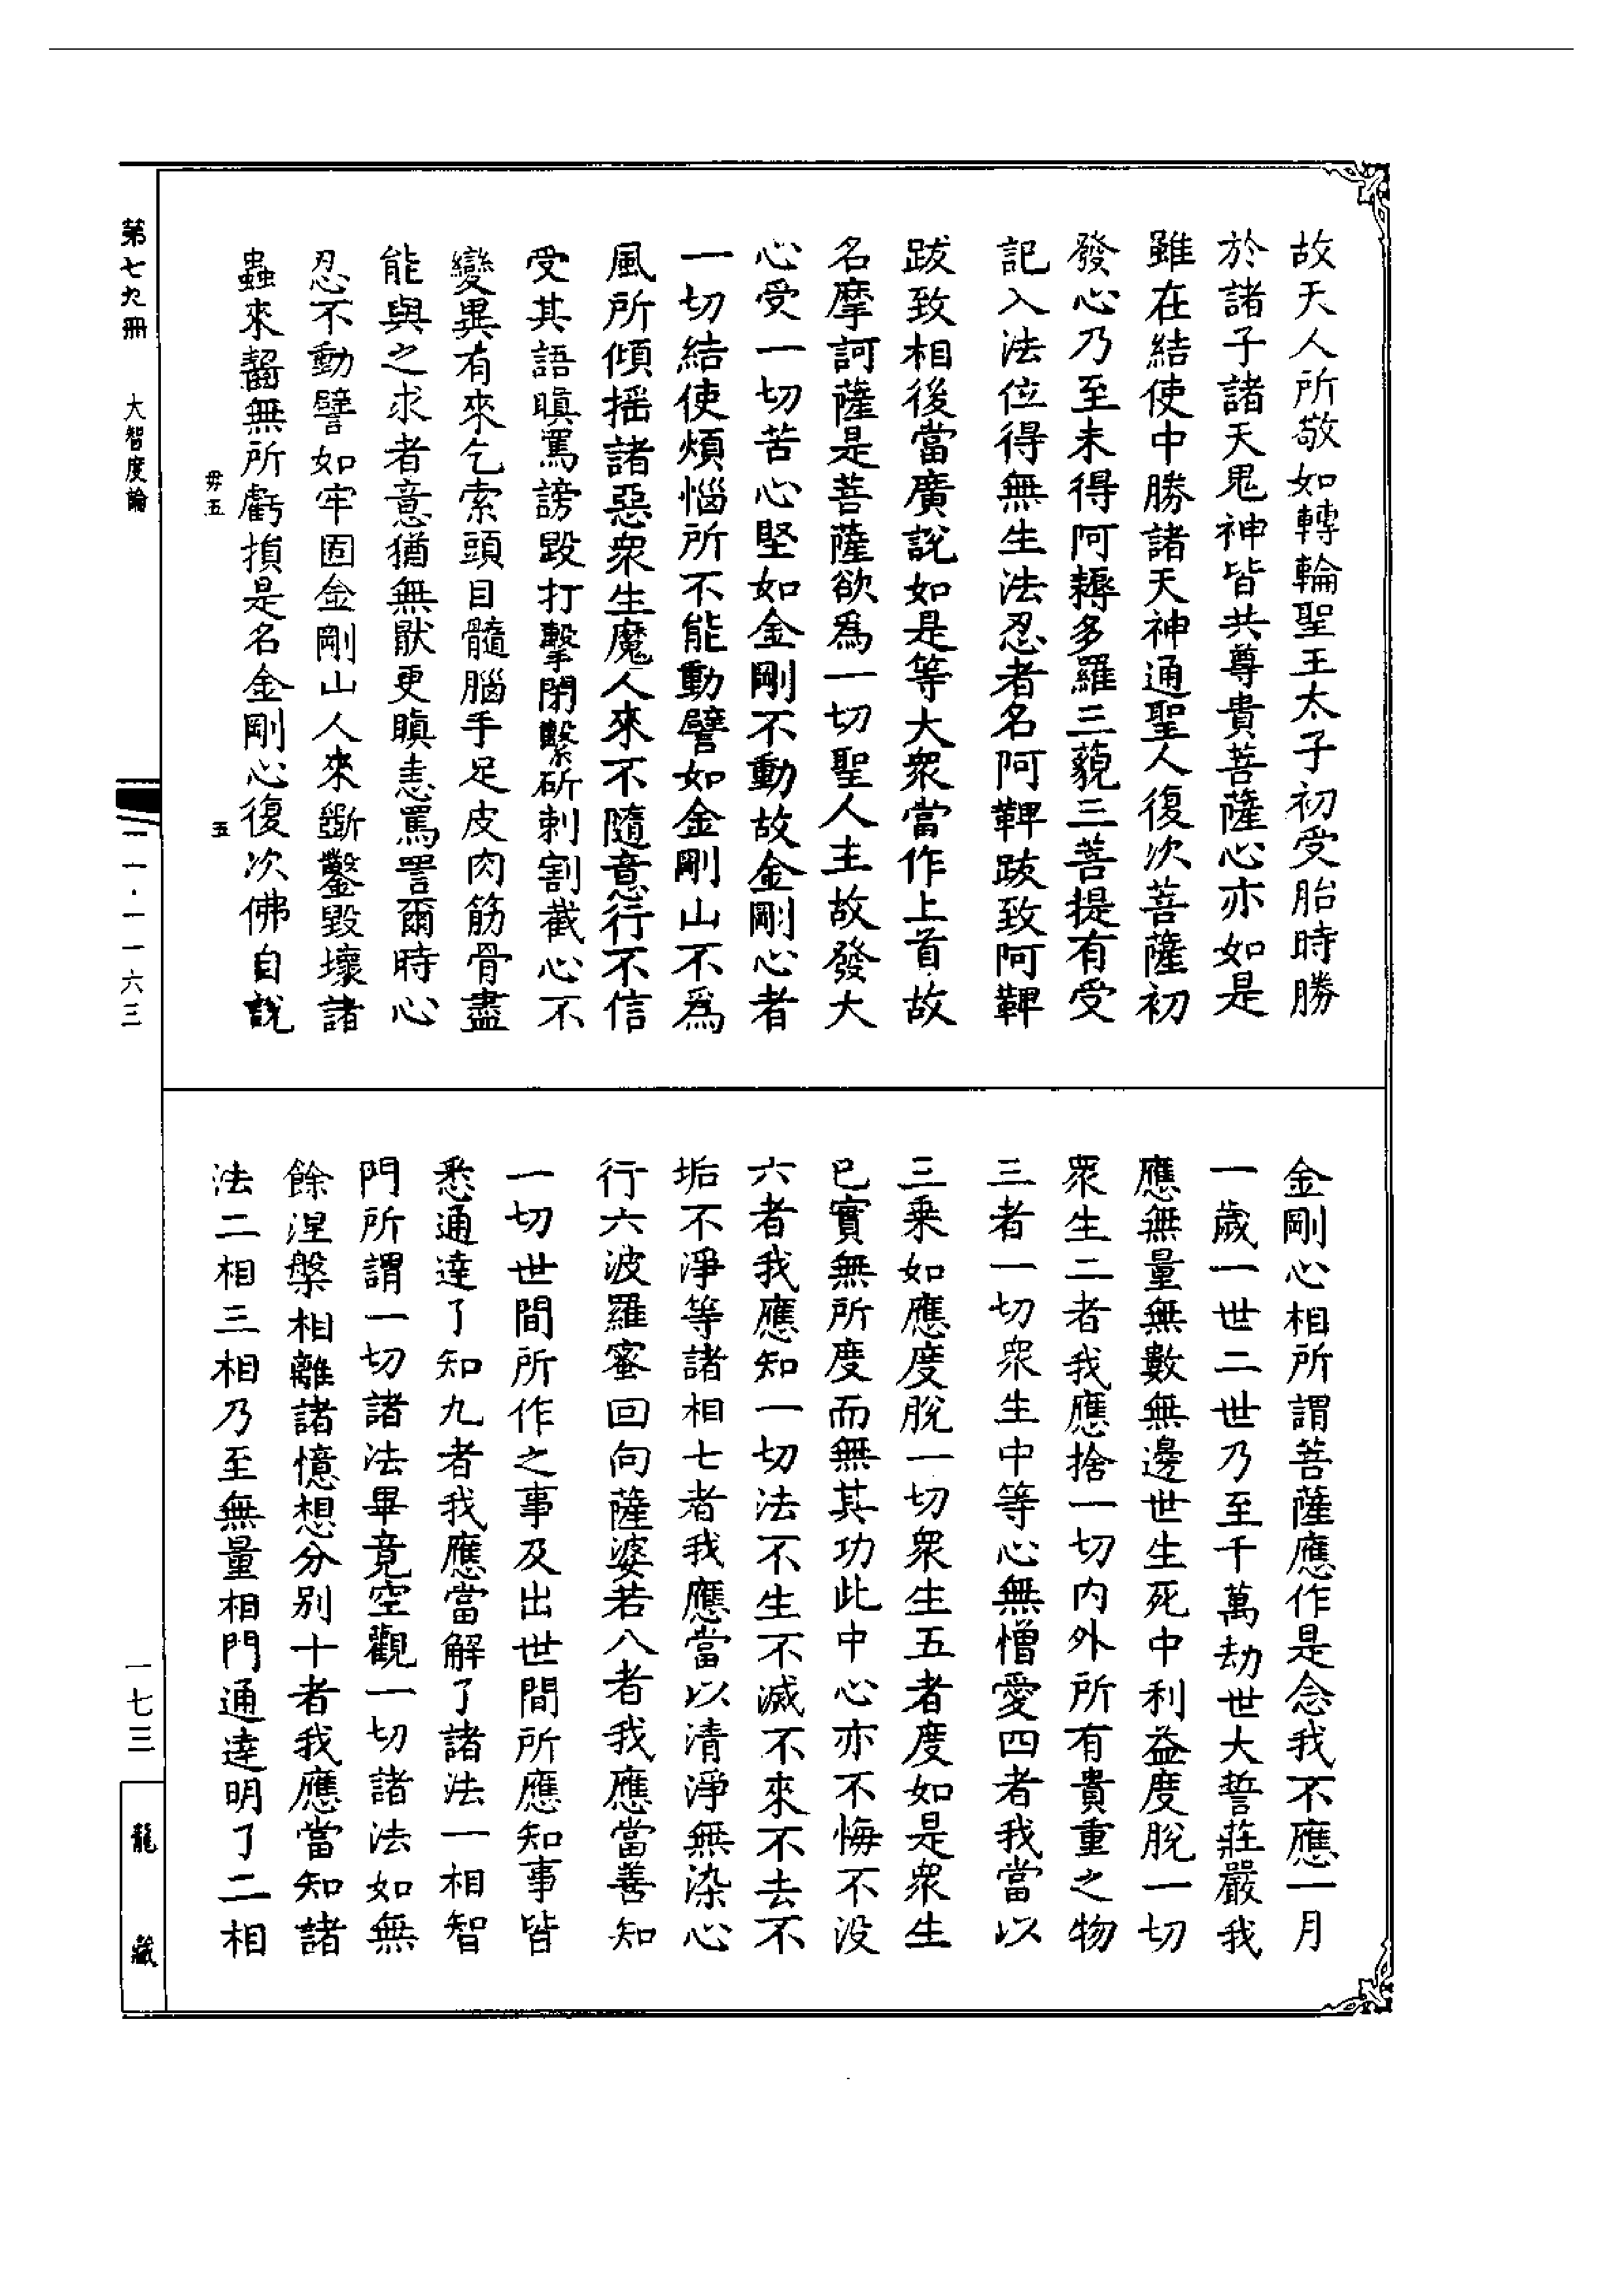 故天人所敬如轉輪聖王太子初受胎時勝
於諸子諸天鬼神皆共尊貴菩薩心亦如是
雖在結使中勝諸天神通聖人復次菩薩初
發心乃至未得阿耨多羅三藐三菩提有受
記入法位得無生法忍者名阿鞞跋致阿鞞
跋致相後當廣說如是等大衆當作上首故
名摩訶薩是菩薩欲爲一切聖人主故發大
心受一切苦心堅如金剛不動故金剛心者
一切結使煩惱所不能動譬如金剛山不爲
風所傾搖諸惡衆生魔人來不隨意行不信
受其語瞋罵謗毀打擊閉繫斫刺割截心不
變異有來乞索頭目髓腦手足皮肉筋骨盡
能與之求者意猶無猒更瞋恚罵詈爾時心
忍不動譬如牢固金剛山人來斵鑿毀壞諸
蟲來齧無所虧損是名金剛心復次佛自說
金剛心相所謂菩薩應作是念我不應一月
一歲一世二世乃至千萬劫世大誓莊嚴我
應無量無數無邊世生死中利益度脫一切
衆生二者我應捨一切内外所有貴重之物
三者一切衆生中等心無憎愛四者我當以
三乘如應度脫一切衆生五者度如是衆生
已實無所度而無其功此中心亦不悔不没
六者我應知一切法不生不滅不來不去不
垢不淨等諸相七者我應當以清淨無染心
行六波羅蜜回向薩婆若八者我應當善知
一切世間所作之事及出世間所應知事皆
悉通達了知九者我應當解了諸法一相智
門所謂一切諸法畢竟空觀一切諸法如無
餘涅槃相離諸憶想分别十者我應當知諸
法二相三相乃至無量相門通達明了二相
第七九冊
大智度論
毋五
五
一一·一一六三
一七三
龍藏